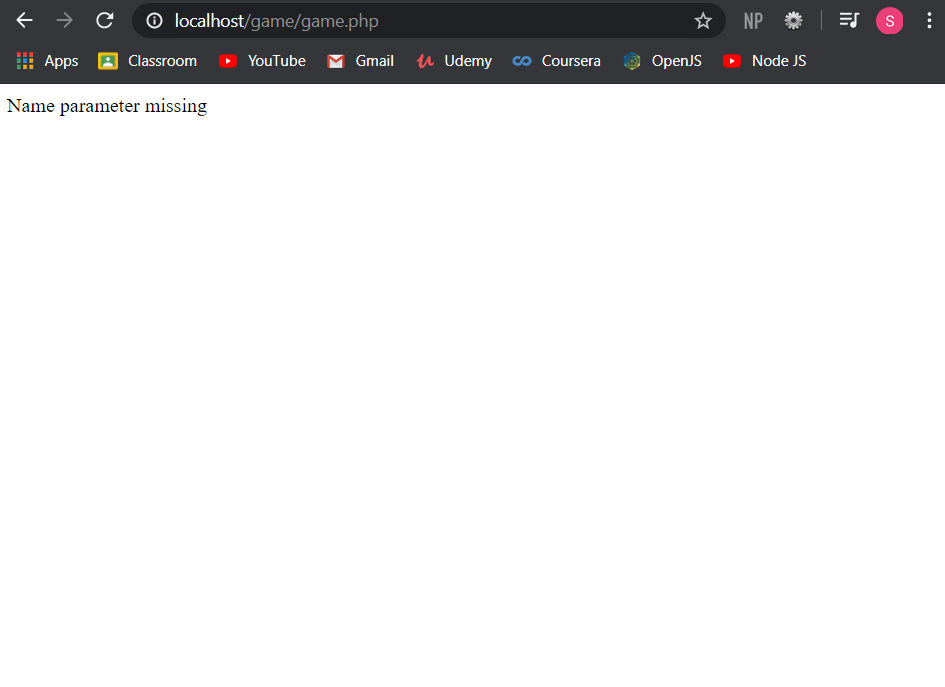 localhost/game/game.php
NP
S
Apps Classroom YouTube Gmail Udemy Coursera OpenJS Node JS
Name parameter missing